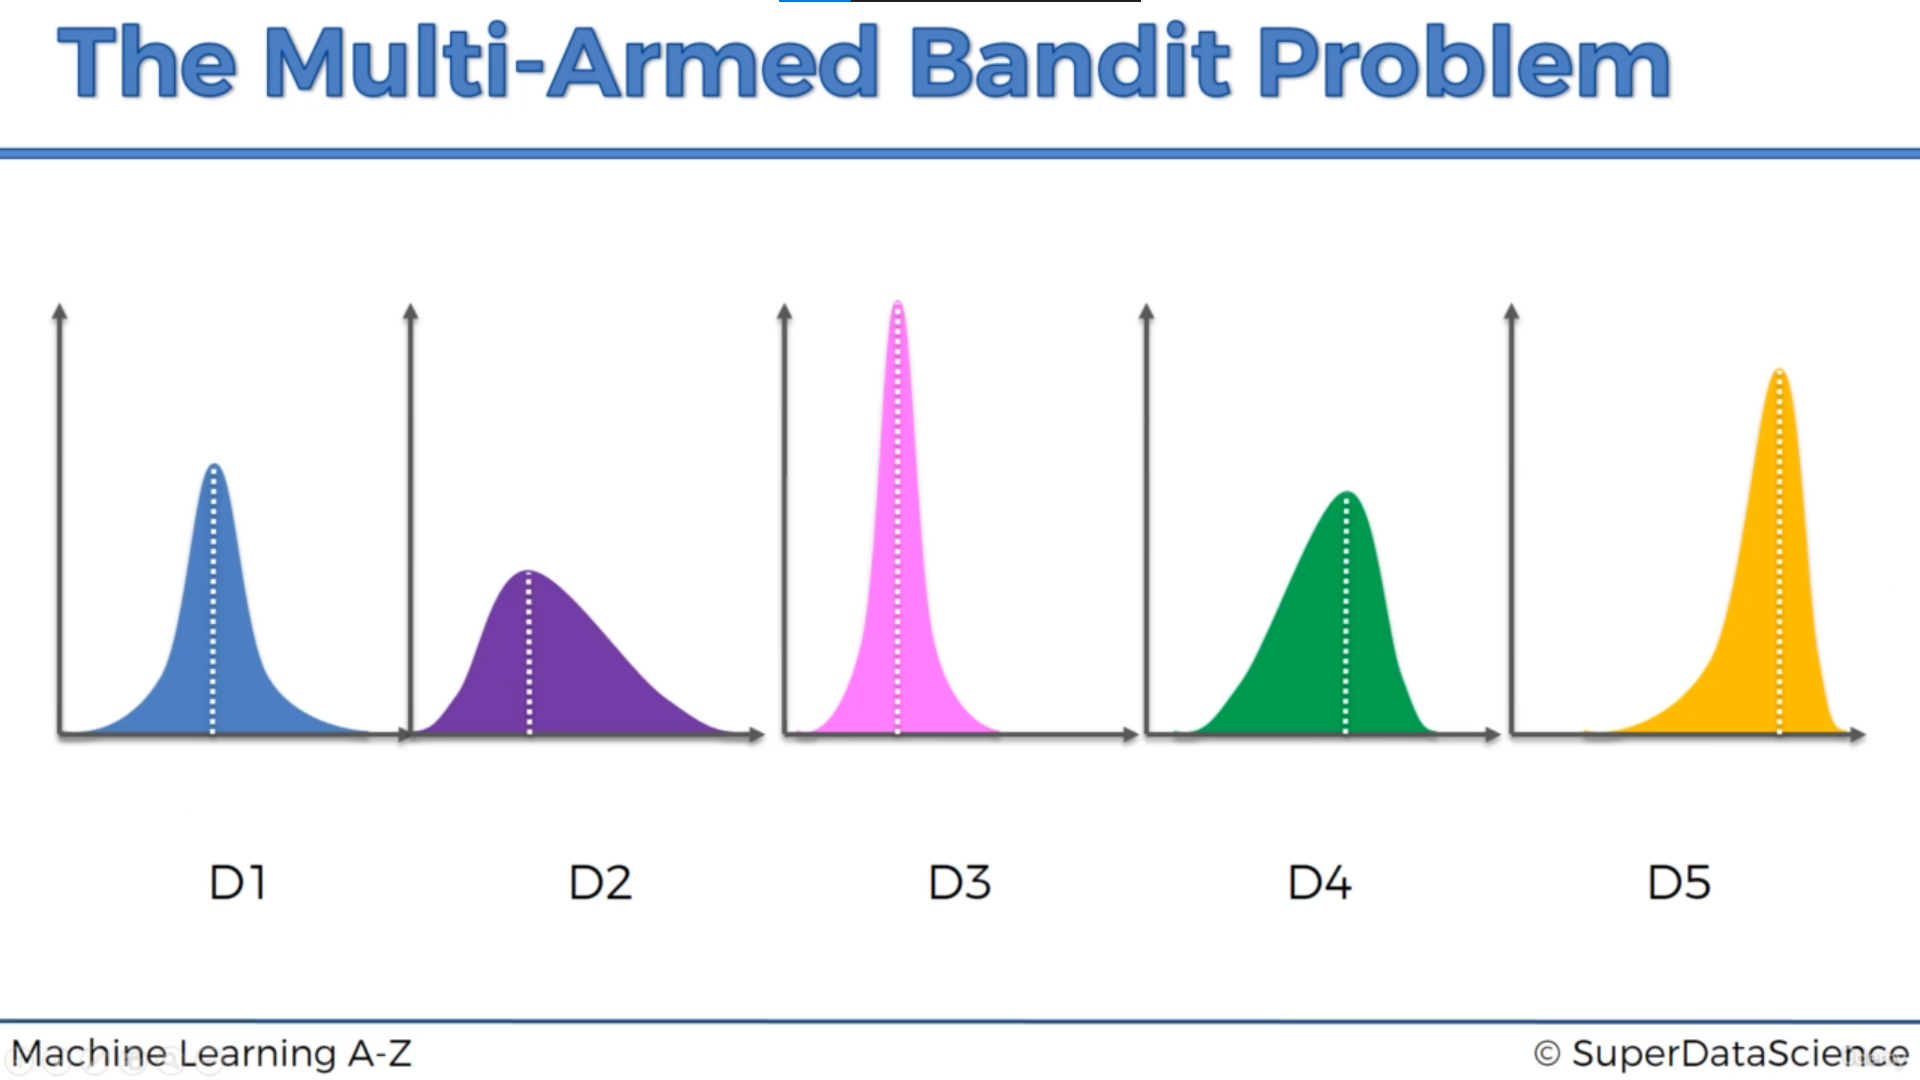 The Multi-Armed Bandit Problem
D1 D2 D3 D4 D5
Machine Learning A-Z © SuperDataScience